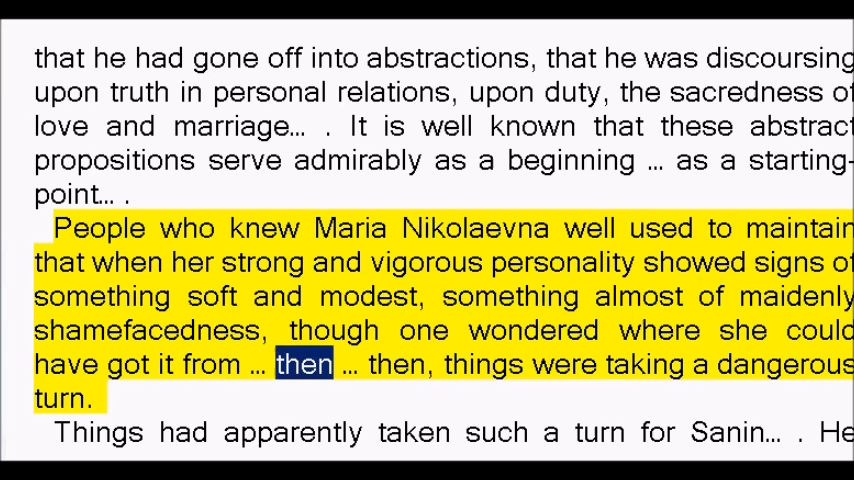 that he had gone off into abstractions, that he was discoursing
upon truth in personal relations, upon duty, the sacredness of
love and marriage... . It is well known that these abstract
propositions serve admirably as a beginning ... as a starting-
point... .
People who knew Maria Nikolaevna well used to maintain
that when her strong and vigorous personality showed signs of
something soft and modest, something almost of maidenly
shamefacedness, though one wondered where she could
have got it from ... then ... then, things were taking a dangerous
turn.
Things had apparently taken such a turn for Sanin... . He